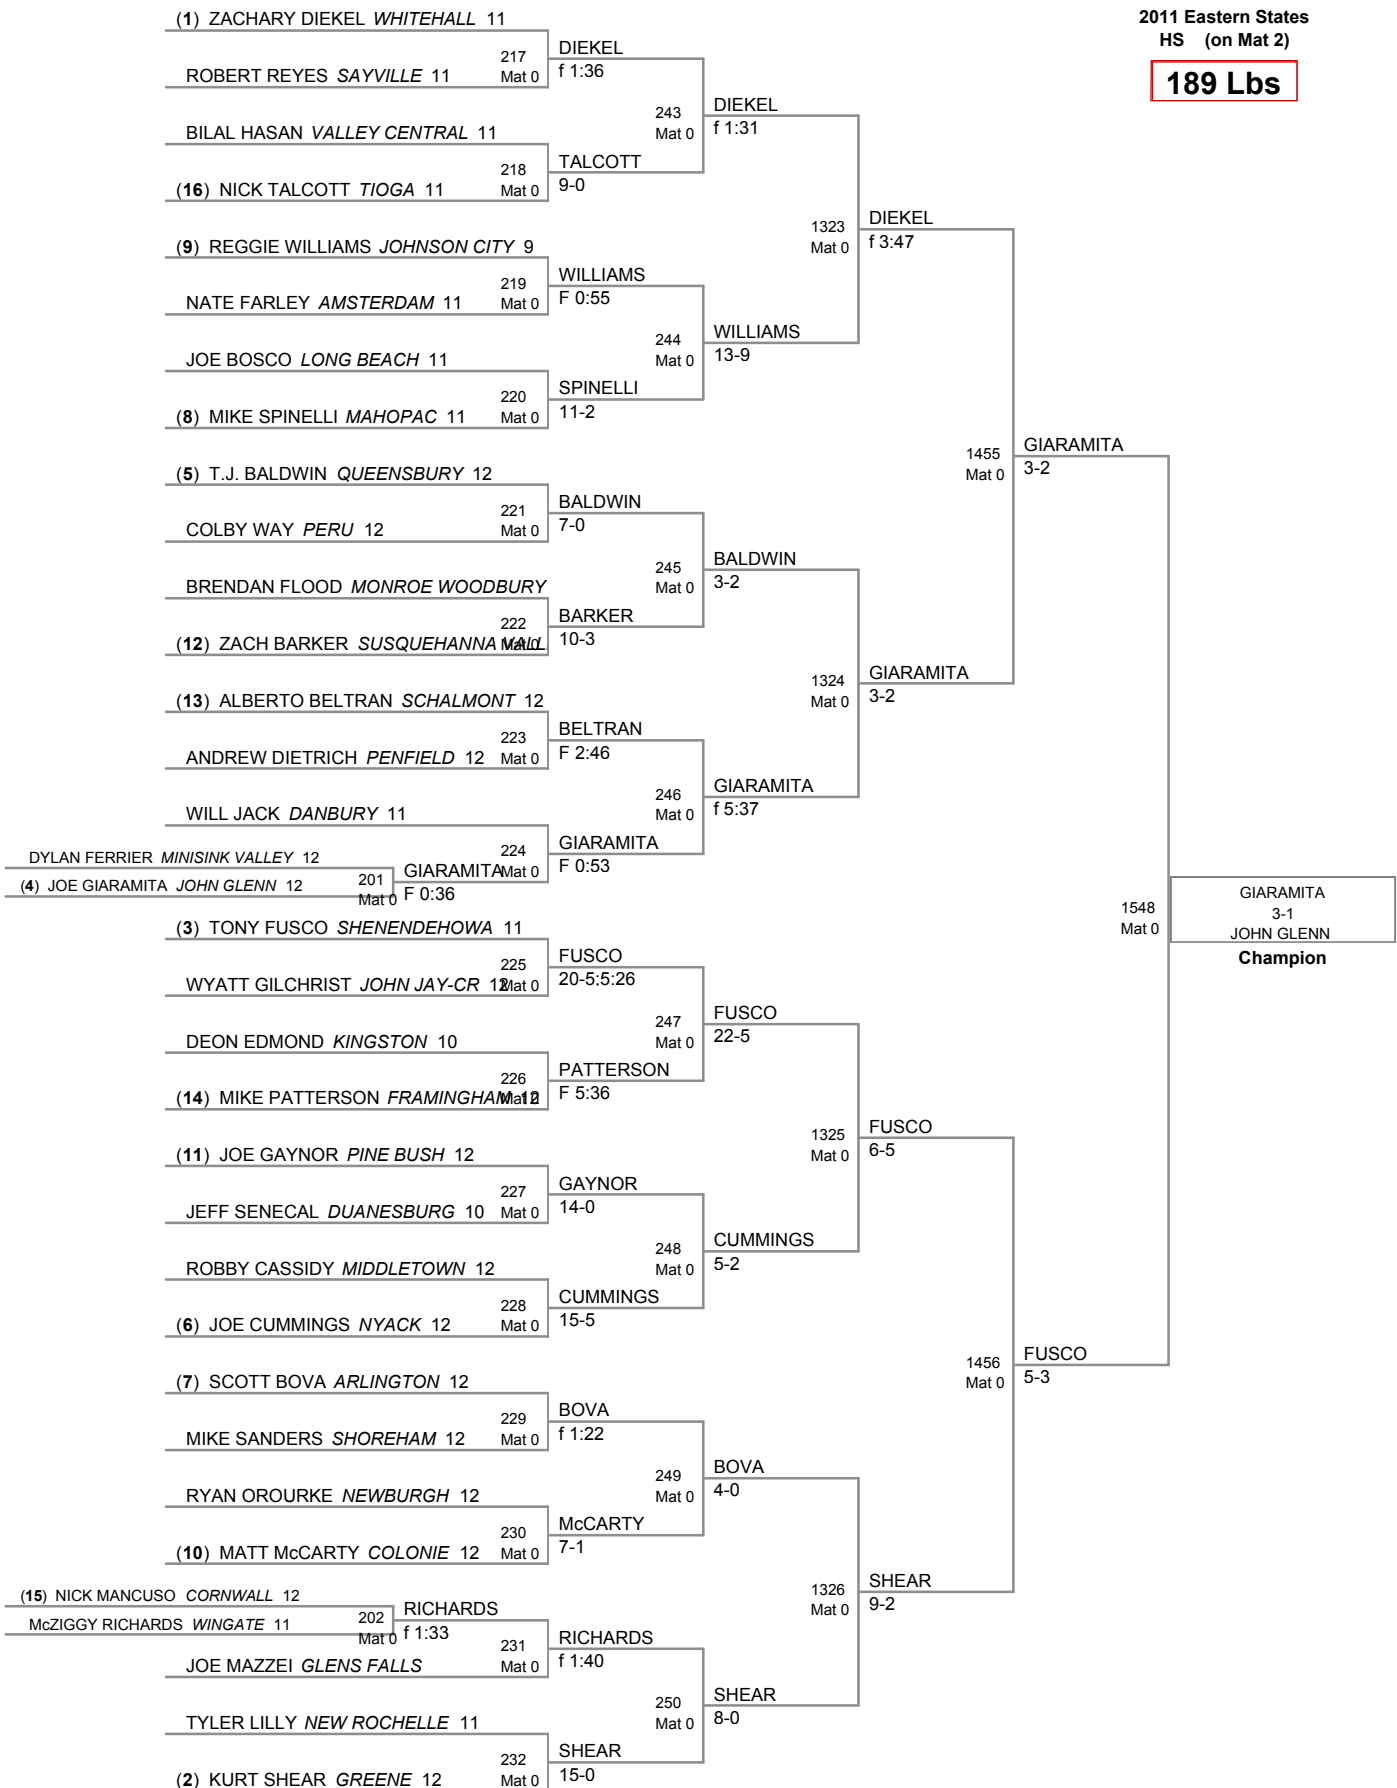 (1) ZACHARY DIEKEL WHITEHALL 11
2011 Eastern States
HS (on Mat 2)
189 Lbs
217
Mat 0
DIEKEL
f 1:36
ROBERT REYES SAYVILLE 11
243
Mat 0
DIEKEL
f 1:31
BILAL HASAN VALLEY CENTRAL 11
218
Mat 0
TALCOTT
9-0
(16) NICK TALCOTT TIOGA 11
1323
Mat 0
DIEKEL
f 3:47
(9) REGGIE WILLIAMS JOHNSON CITY 9
219
Mat 0
WILLIAMS
F 0:55
NATE FARLEY AMSTERDAM 11
244
Mat 0
WILLIAMS
13-9
JOE BOSCO LONG BEACH 11
220
Mat 0
SPINELLI
11-2
(8) MIKE SPINELLI MAHOPAC 11
1455
Mat 0
GIARAMITA
3-2
(5) T.J. BALDWIN QUEENSBURY 12
221
Mat 0
BALDWIN
7-0
COLBY WAY PERU 12
245
Mat 0
BALDWIN
3-2
BRENDAN FLOOD MONROE WOODBURY
222
Mat 0
BARKER
10-3
(12) ZACH BARKER SUSQUEHANNA VALL
1324
Mat 0
GIARAMITA
3-2
(13) ALBERTO BELTRAN SCHALMONT 12
223
Mat 0
BELTRAN
F 2:46
ANDREW DIETRICH PENFIELD 12
246
Mat 0
GIARAMITA
f 5:37
WILL JACK DANBURY 11
224
Mat 0
GIARAMITA
F 0:53
DYLAN FERRIER MINISINK VALLEY 12
201
Mat 0
GIARAMITA
F 0:36
(4) JOE GIARAMITA JOHN GLENN 12
1548
Mat 0
GIARAMITA
3-1
JOHN GLENN
Champion
(3) TONY FUSCO SHENENDEHOWA 11
225
Mat 0
FUSCO
20-5;5:26
WYATT GILCHRIST JOHN JAY-CR 12
247
Mat 0
FUSCO
22-5
DEON EDMOND KINGSTON 10
226
Mat 0
PATTERSON
F 5:36
(14) MIKE PATTERSON FRAMINGHAM 12
1325
Mat 0
FUSCO
6-5
(11) JOE GAYNOR PINE BUSH 12
227
Mat 0
GAYNOR
14-0
JEFF SENECAL DUANESBURG 10
248
Mat 0
CUMMINGS
5-2
ROBBY CASSIDY MIDDLETOWN 12
228
Mat 0
CUMMINGS
15-5
(6) JOE CUMMINGS NYACK 12
1456
Mat 0
FUSCO
5-3
(7) SCOTT BOVA ARLINGTON 12
229
Mat 0
BOVA
f 1:22
MIKE SANDERS SHOREHAM 12
249
Mat 0
BOVA
4-0
RYAN OROURKE NEWBURGH 12
230
Mat 0
McCARTY
7-1
(10) MATT McCARTY COLONIE 12
1326
Mat 0
SHEAR
9-2
(15) NICK MANCUSO CORNWALL 12
202
Mat 0
RICHARDS
f 1:33
McZIGGY RICHARDS WINGATE 11
231
Mat 0
RICHARDS
f 1:40
JOE MAZZEI GLENS FALLS
250
Mat 0
SHEAR
8-0
TYLER LILLY NEW ROCHELLE 11
232
Mat 0
SHEAR
15-0
(2) KURT SHEAR GREENE 12